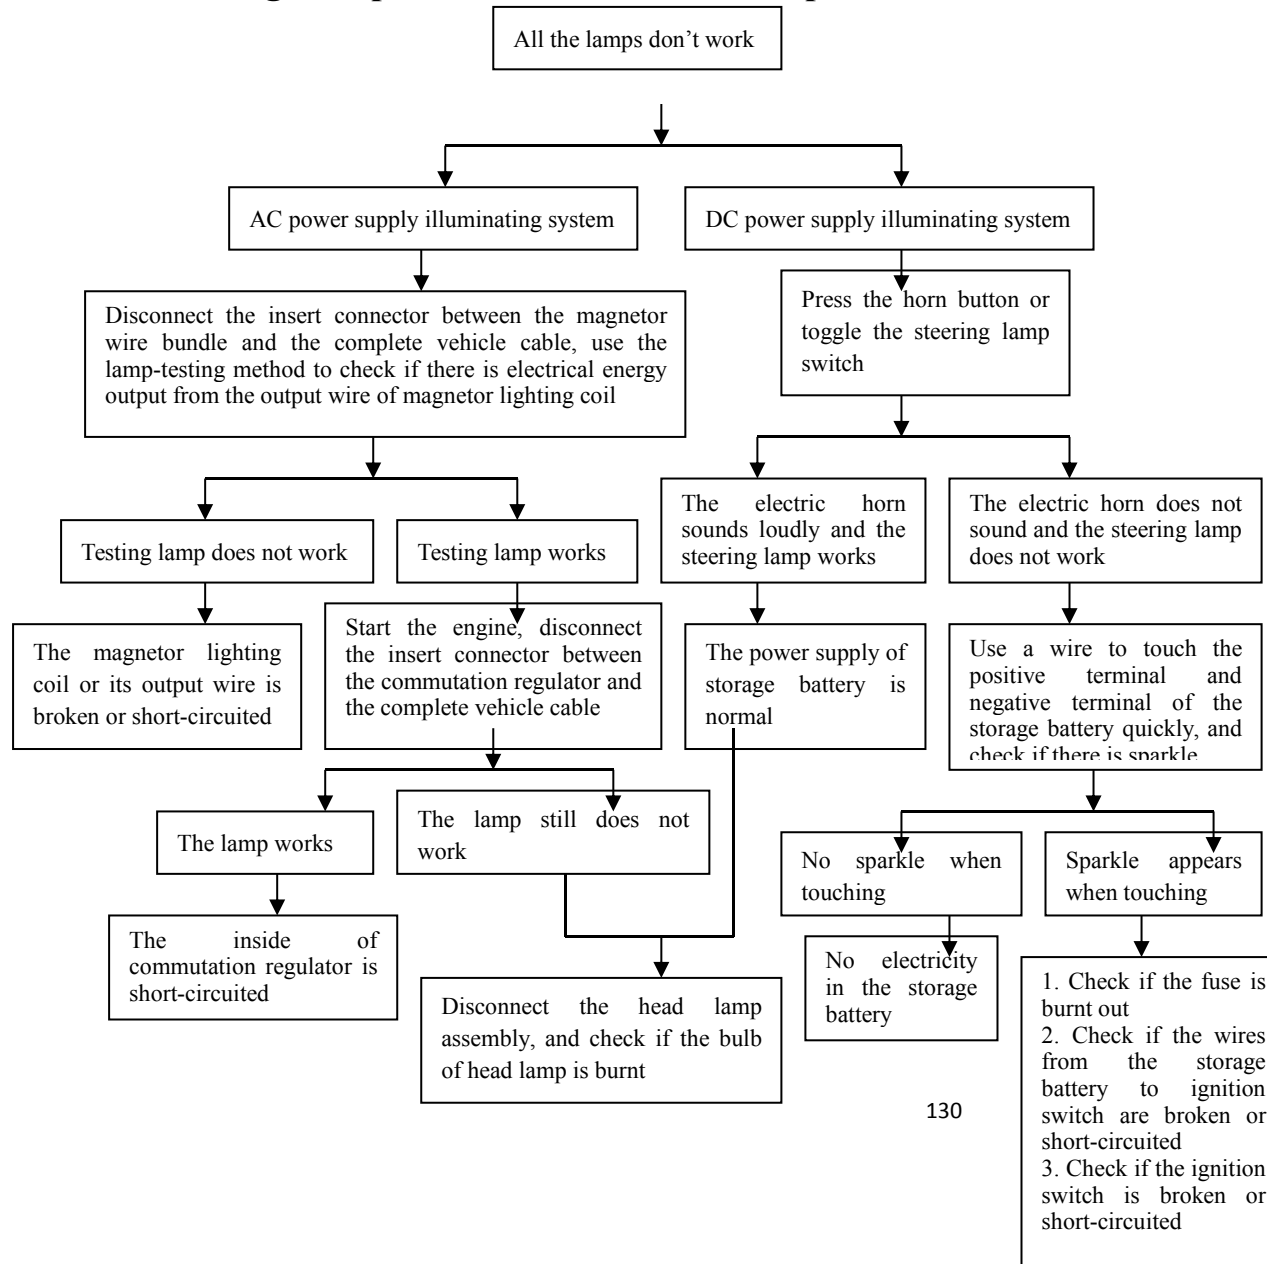 All the lamps don’t work
AC power supply illuminating system
DC power supply illuminating system
Disconnect the insert connector between the magnetor
wire bundle and the complete vehicle cable, use the
lamp-testing method to check if there is electrical energy
output from the output wire of magnetor lighting coil
Press the horn button or
toggle the steering lamp
switch
Testing lamp does not work
Testing lamp works
The electric horn
sounds loudly and the
steering lamp works
The electric horn does not
sound and the steering lamp
does not work
The magnetor lighting
coil or its output wire is
broken or short-circuited
Start the engine, disconnect
the insert connector between
the commutation regulator and
the complete vehicle cable
The power supply of
storage battery is
normal
Use a wire to touch the
positive terminal and
negative terminal of the
storage battery quickly, and
check if there is sparkle
The lamp works
The lamp still does not
work
No sparkle when
touching
Sparkle appears
when touching
The inside of
commutation regulator is
short-circuited
Disconnect the head lamp
assembly, and check if the bulb
of head lamp is burnt
No electricity
in the storage
battery
1. Check if the fuse is
burnt out
2. Check if the wires
from the storage
battery to ignition
switch are broken or
short-circuited
3. Check if the ignition
switch is broken or
short-circuited
130